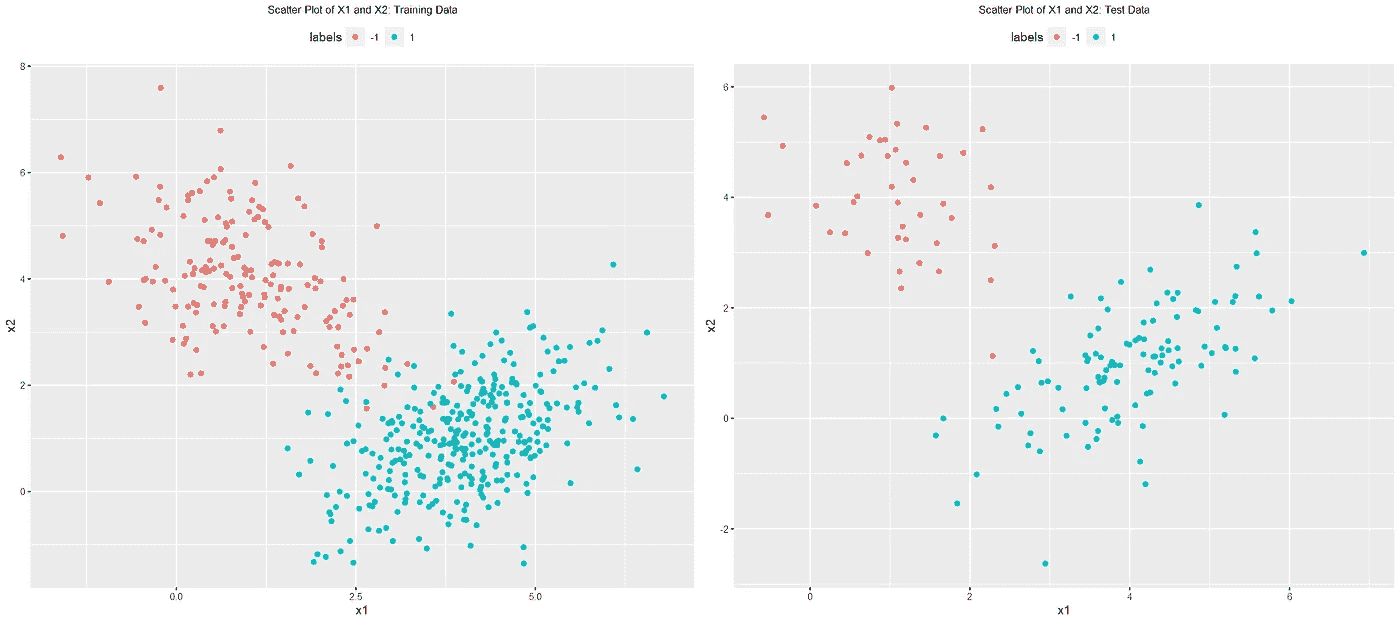 Scatter Plot of X1 and X2: Training Data
labels -1 1
8
6
4
2
0
x2
0.0 2.5 5.0
x1
Scatter Plot of X1 and X2: Test Data
labels -1 1
6
4
2
0
-2
x2
0 2 4 6
x1